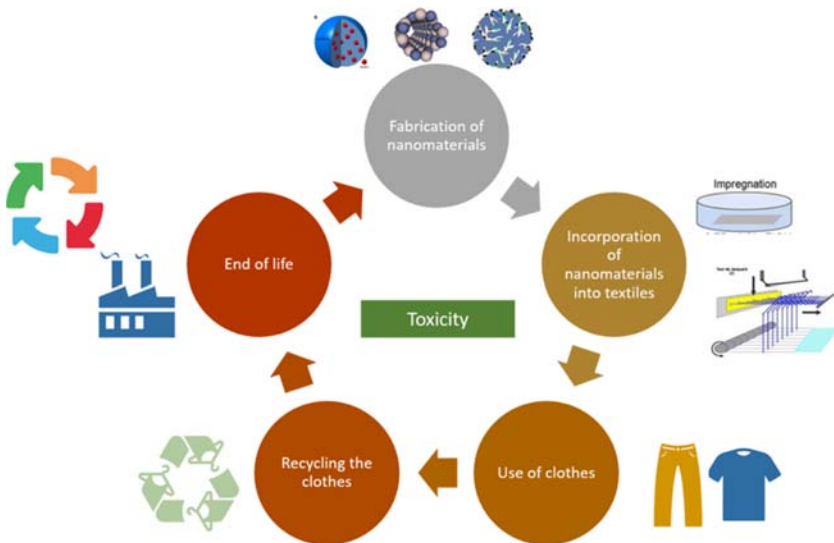 Fabrication of
nanomaterials
Impregnation
End of life
Incorporation
of
nanomaterials
into textiles
Toxicity
Recycling the
clothes
Use of clothes